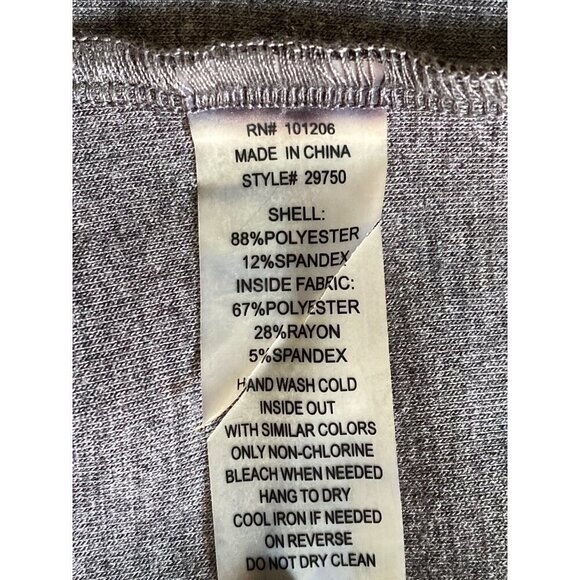 RN# 101206
MADE IN CHINA
STYLE# 29750
SHELL:
88%POLYESTER
12%SPANDEX
INSIDE FABRIC:
67%POLYESTER
28%RAYON
5%SPANDEX
HAND WASH COLD
INSIDE OUT
WITH SIMILAR COLORS
ONLY NON-CHLORINE
BLEACH WHEN NEEDED
HANG TO DRY
COOL IRON IF NEEDED
ON REVERSE
DO NOT DRY CLEAN